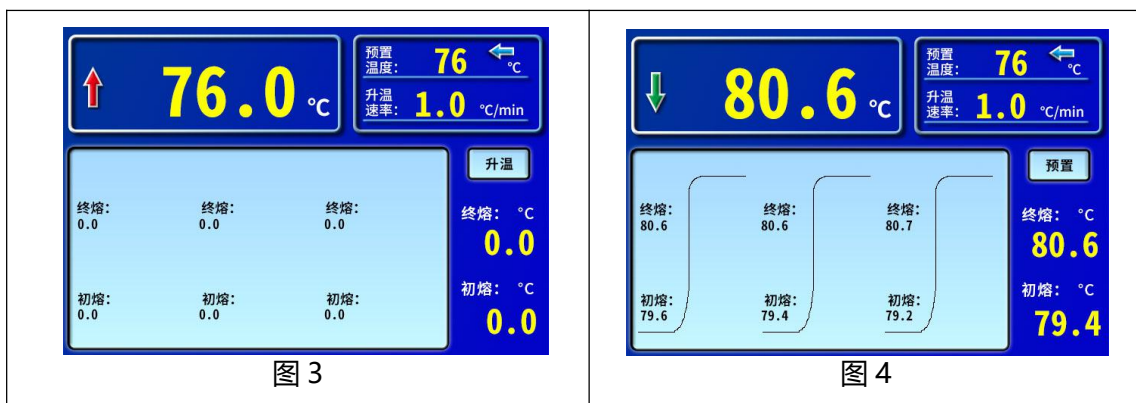 76.0 °C
预置温度: 76 °C
升温速率: 1.0 °C/min
升温
终熔: 终熔: 终熔:
0.0 0.0 0.0
终熔: °C
0.0
初熔: 初熔: 初熔:
0.0 0.0 0.0
初熔: °C
0.0
图 3
80.6 °C
预置温度: 76 °C
升温速率: 1.0 °C/min
预置
终熔: 终熔: 终熔:
80.6 80.6 80.7
终熔: °C
80.6
初熔: 初熔: 初熔:
79.6 79.4 79.2
初熔: °C
79.4
图 4